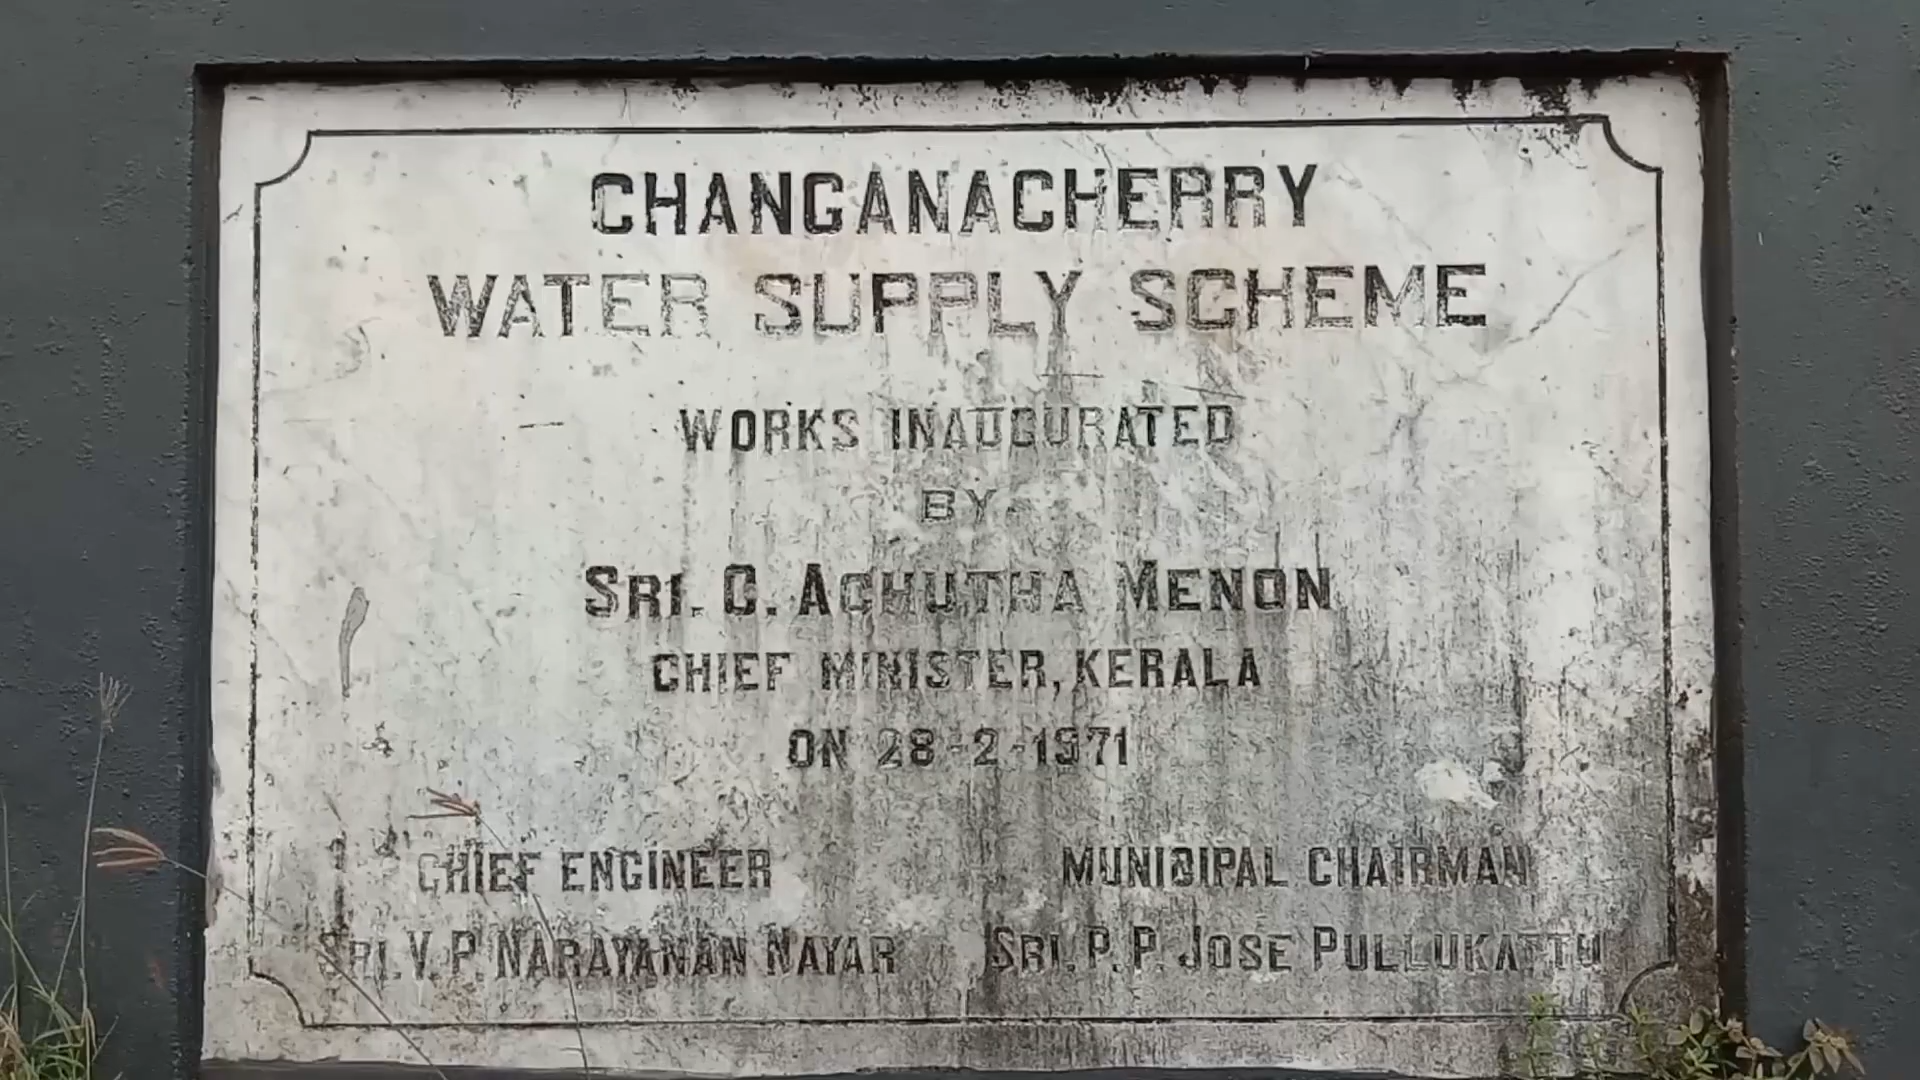 CHANGANACHERRY
WATER SUPPLY SCHEME
WORKS INAUGURATED
BY
SRI. C. ACHUTHA MENON
CHIEF MINISTER, KERALA
ON 28-2-1971
CHIEF ENGINEER
SRI. V. P. NARAYANAN NAYAR
MUNICIPAL CHAIRMAN
SRI. P. P. JOSE PULLUKATTU